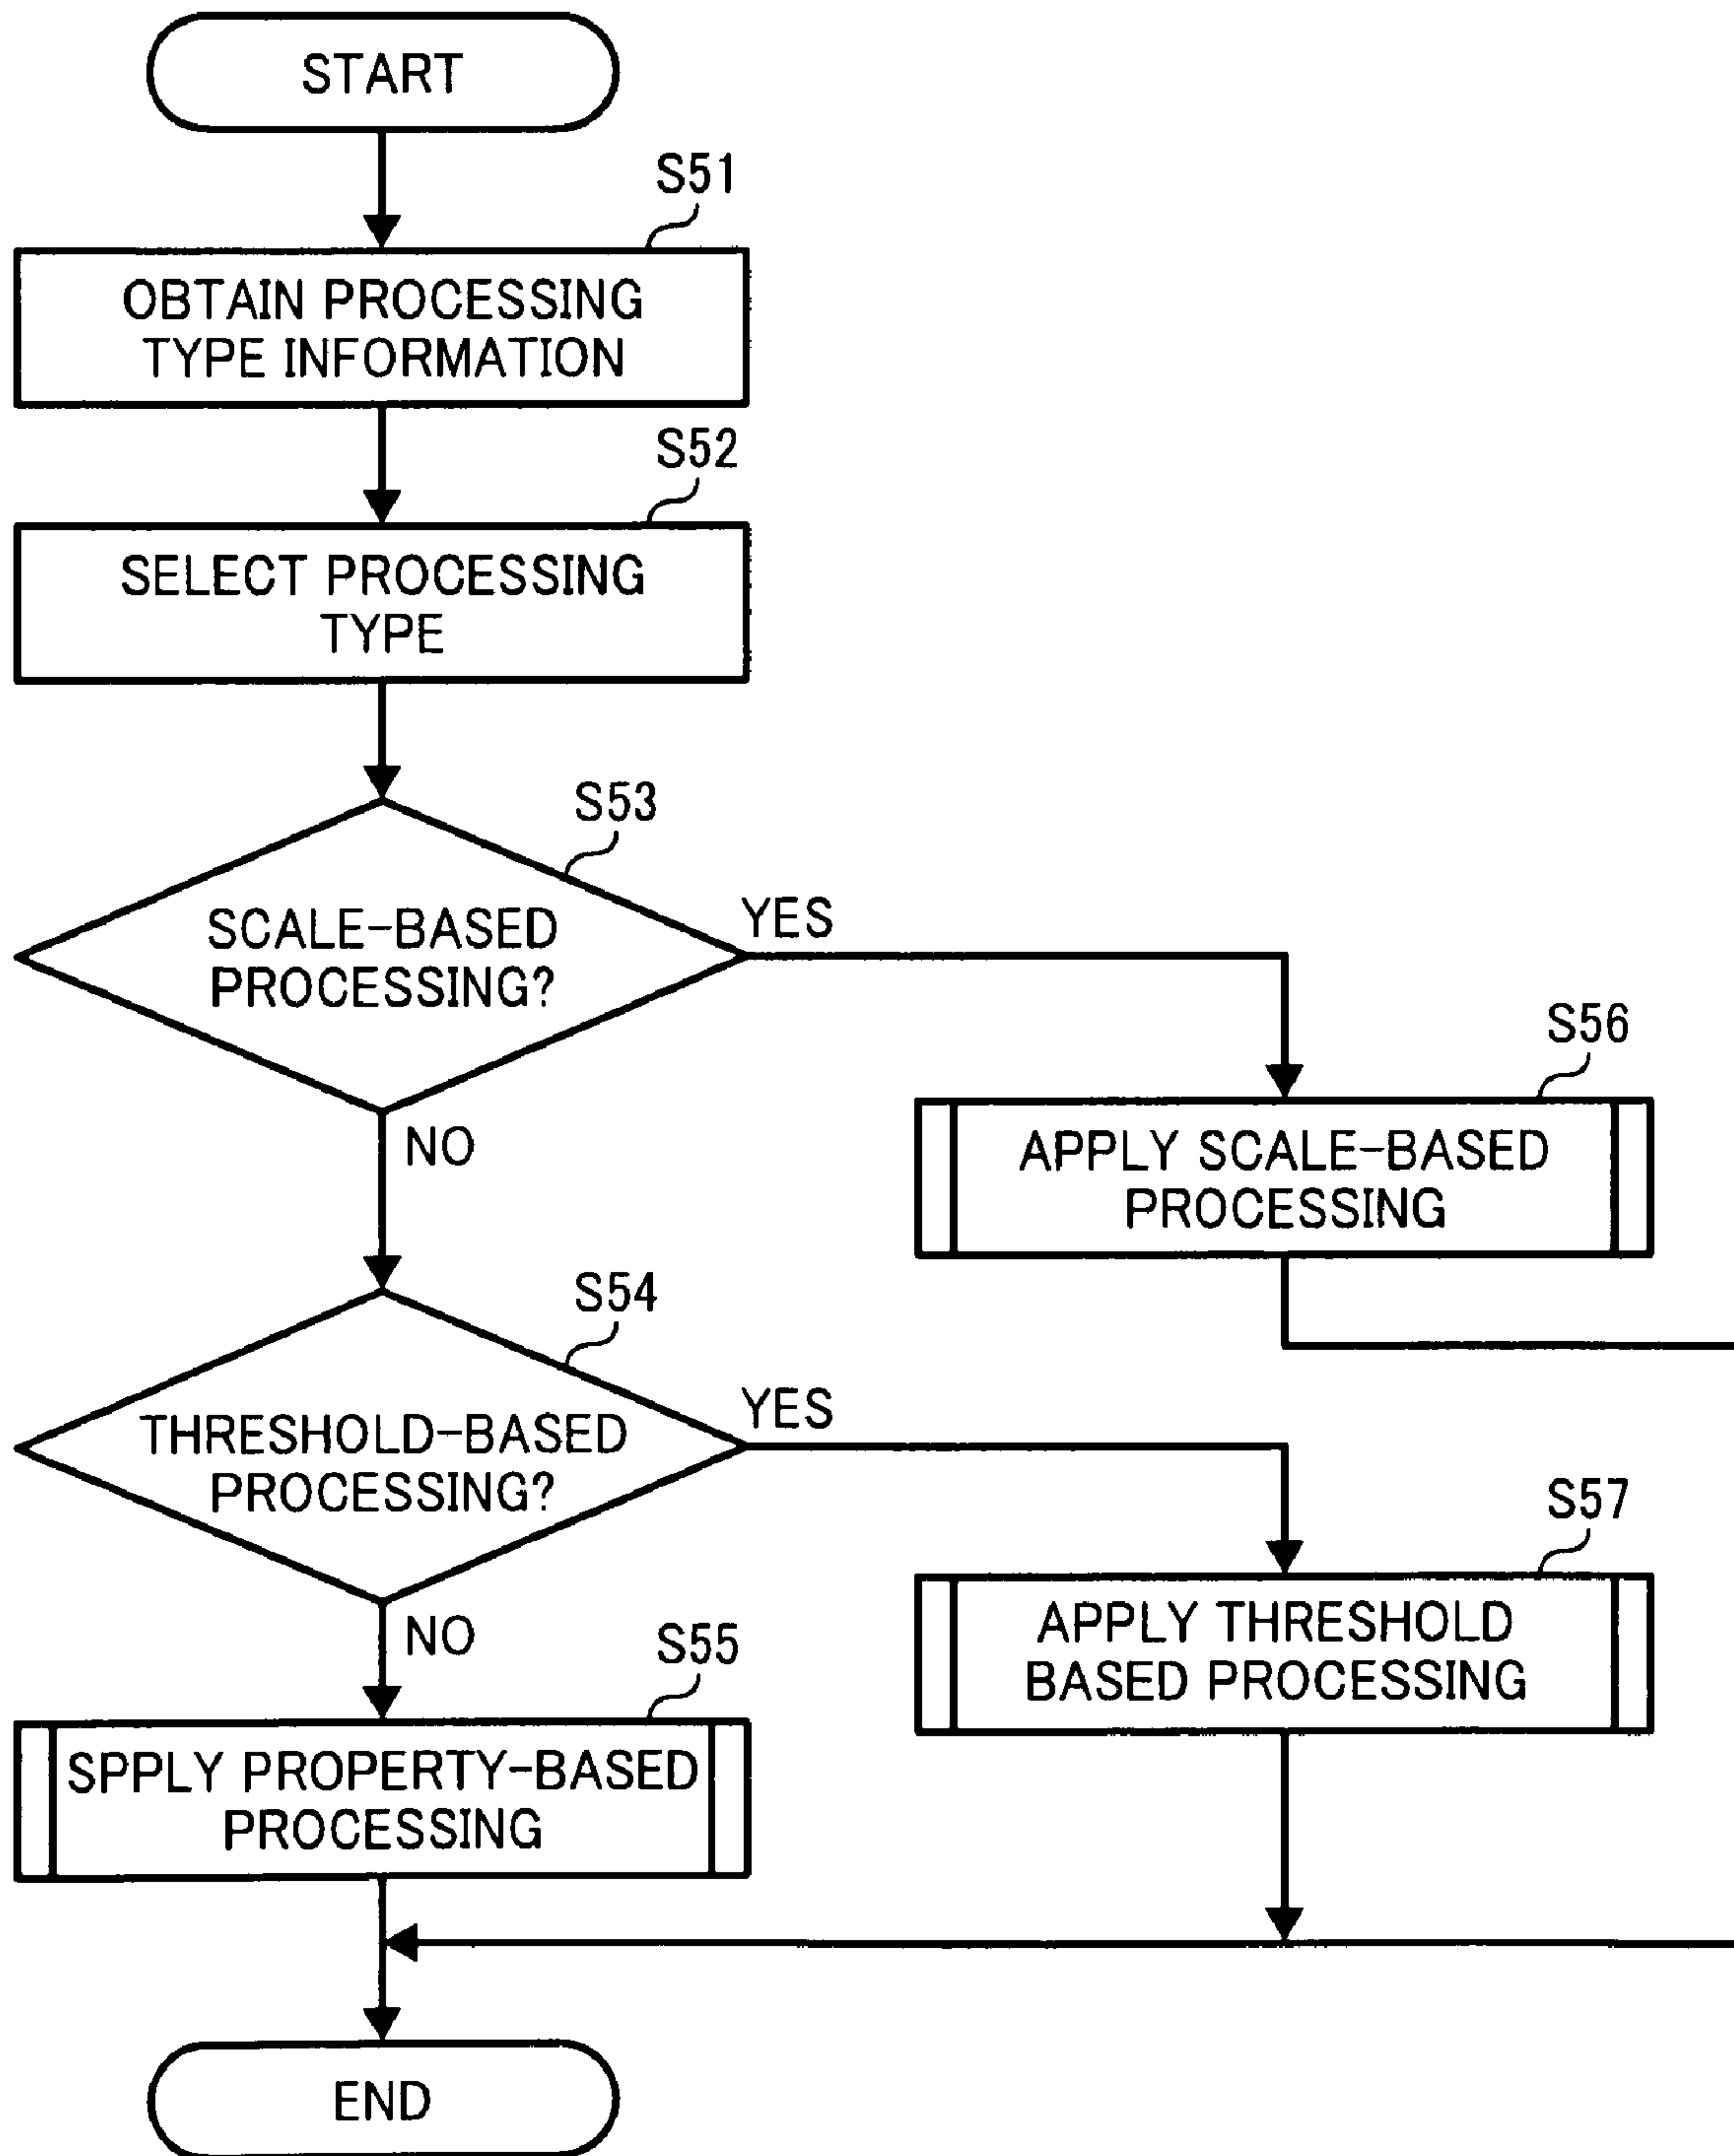 START
S51
OBTAIN PROCESSING
TYPE INFORMATION
S52
SELECT PROCESSING
TYPE
S53
SCALE-BASED
PROCESSING?
YES
NO
S56
APPLY SCALE-BASED
PROCESSING
S54
THRESHOLD-BASED
PROCESSING?
YES
NO
S57
APPLY THRESHOLD
BASED PROCESSING
S55
SPPLY PROPERTY-BASED
PROCESSING
END